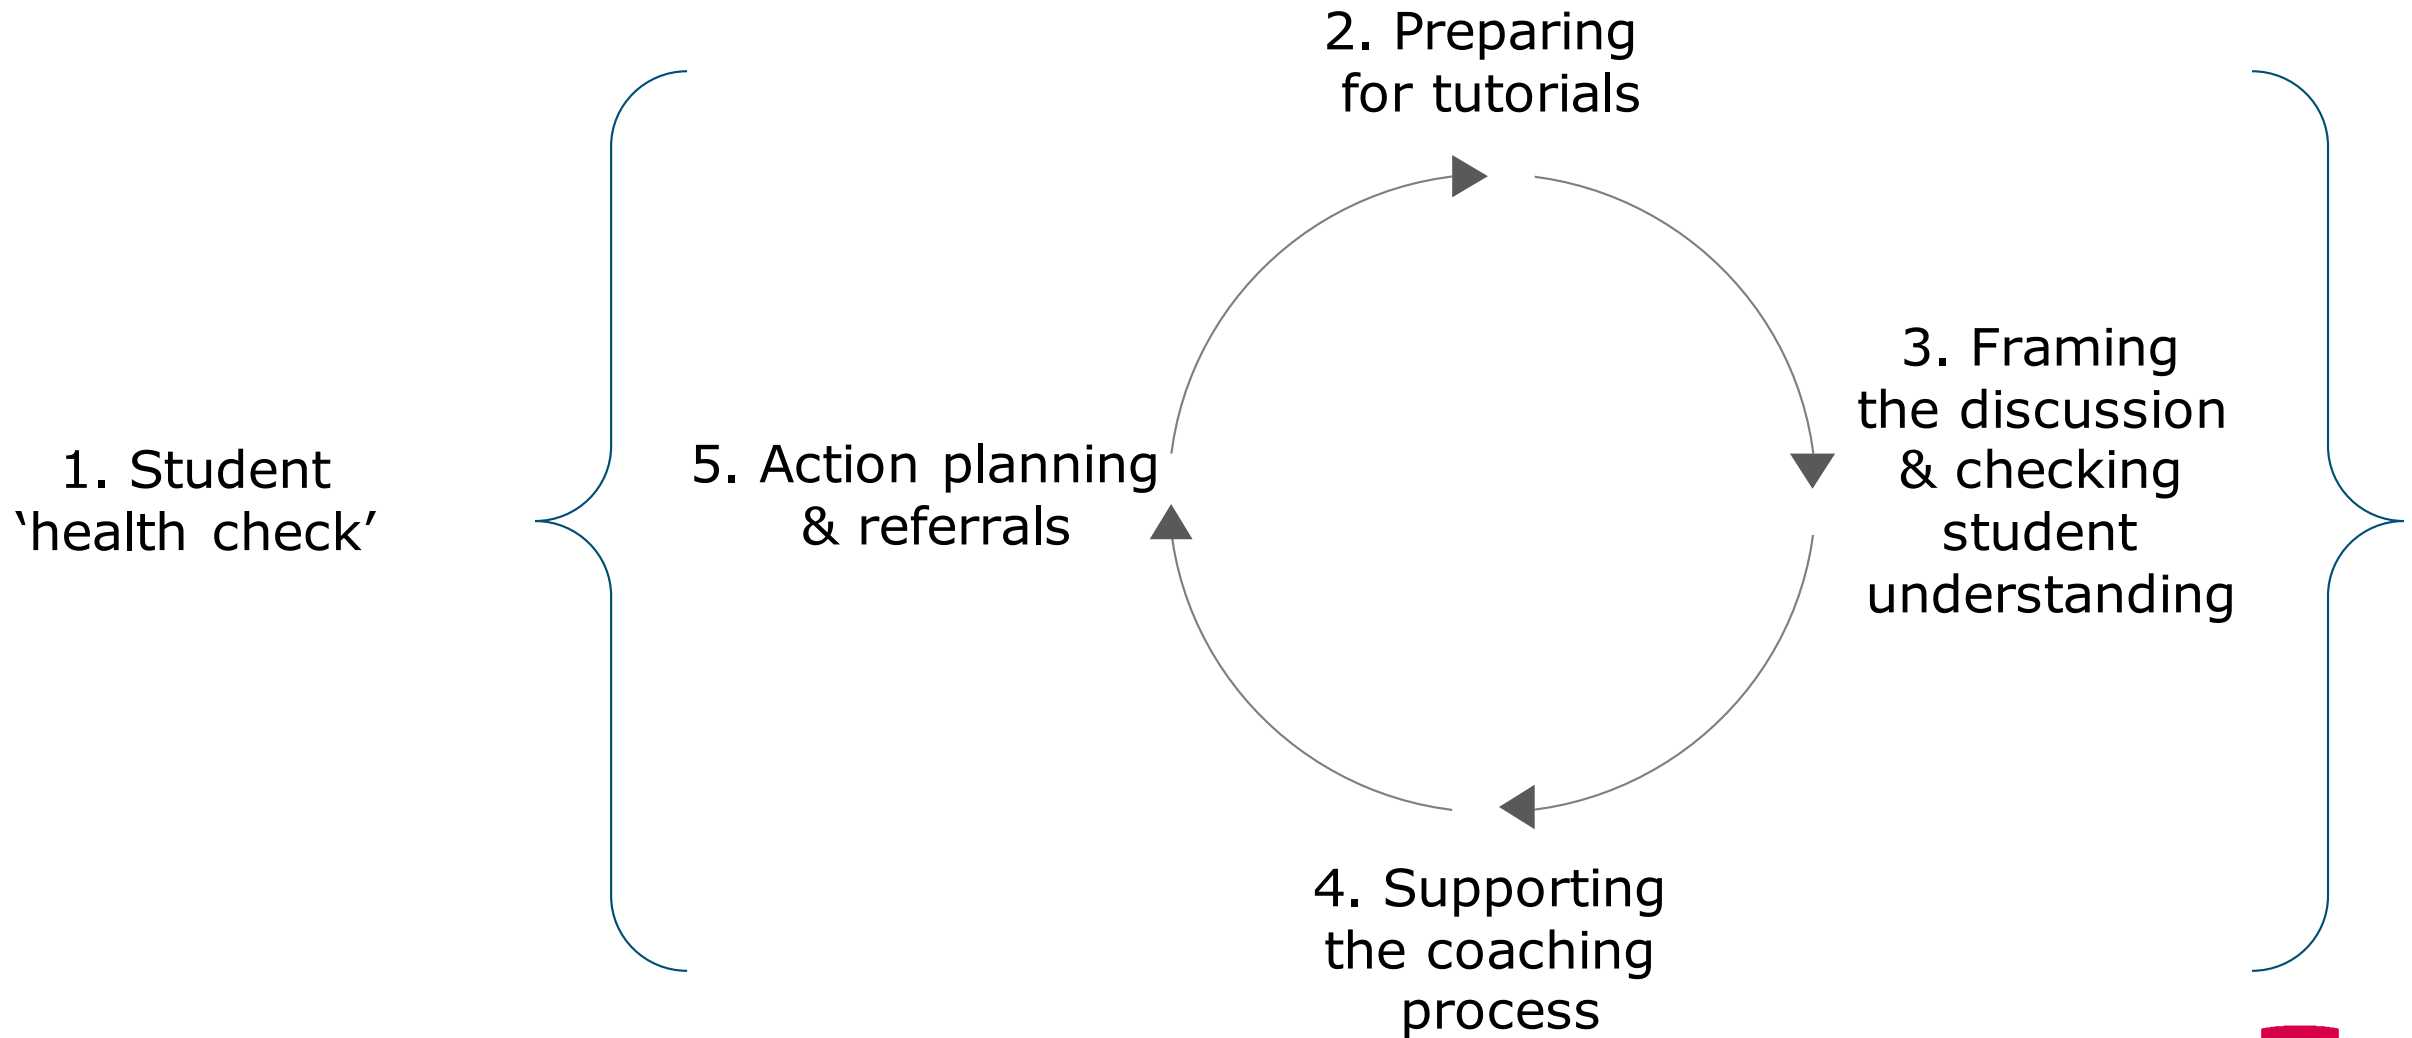 1. Student
‘health check’
2. Preparing
for tutorials
3. Framing
the discussion
& checking
student
understanding
4. Supporting
the coaching
process
5. Action planning
& referrals